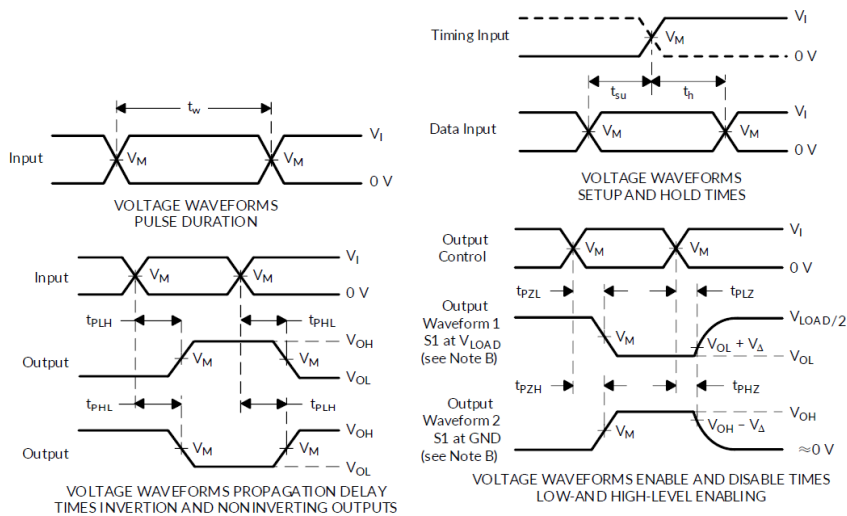 t_w
Input
V_I
V_M
V_M
0 V
VOLTAGE WAVEFORMS
PULSE DURATION
Timing Input
V_I
V_M
0 V
t_su
t_h
Data Input
V_I
V_M
V_M
0 V
VOLTAGE WAVEFORMS
SETUP AND HOLD TIMES
Input
V_I
V_M
V_M
0 V
t_PLH
t_PHL
Output
V_OH
V_M
V_M
V_OL
t_PHL
t_PLH
Output
V_OH
V_M
V_M
V_OL
VOLTAGE WAVEFORMS PROPAGATION DELAY
TIMES INVERTION AND NONINVERTING OUTPUTS
Output
Control
V_I
V_M
V_M
0 V
t_PZL
t_PLZ
Output
Waveform 1
S1 at V_LOAD
(see Note B)
V_LOAD/2
V_M
V_OL + V_Δ
V_OL
t_PZH
t_PHZ
Output
Waveform 2
S1 at GND
(see Note B)
V_OH
V_M
V_OH − V_Δ
≈0 V
VOLTAGE WAVEFORMS ENABLE AND DISABLE TIMES
LOW-AND HIGH-LEVEL ENABLING